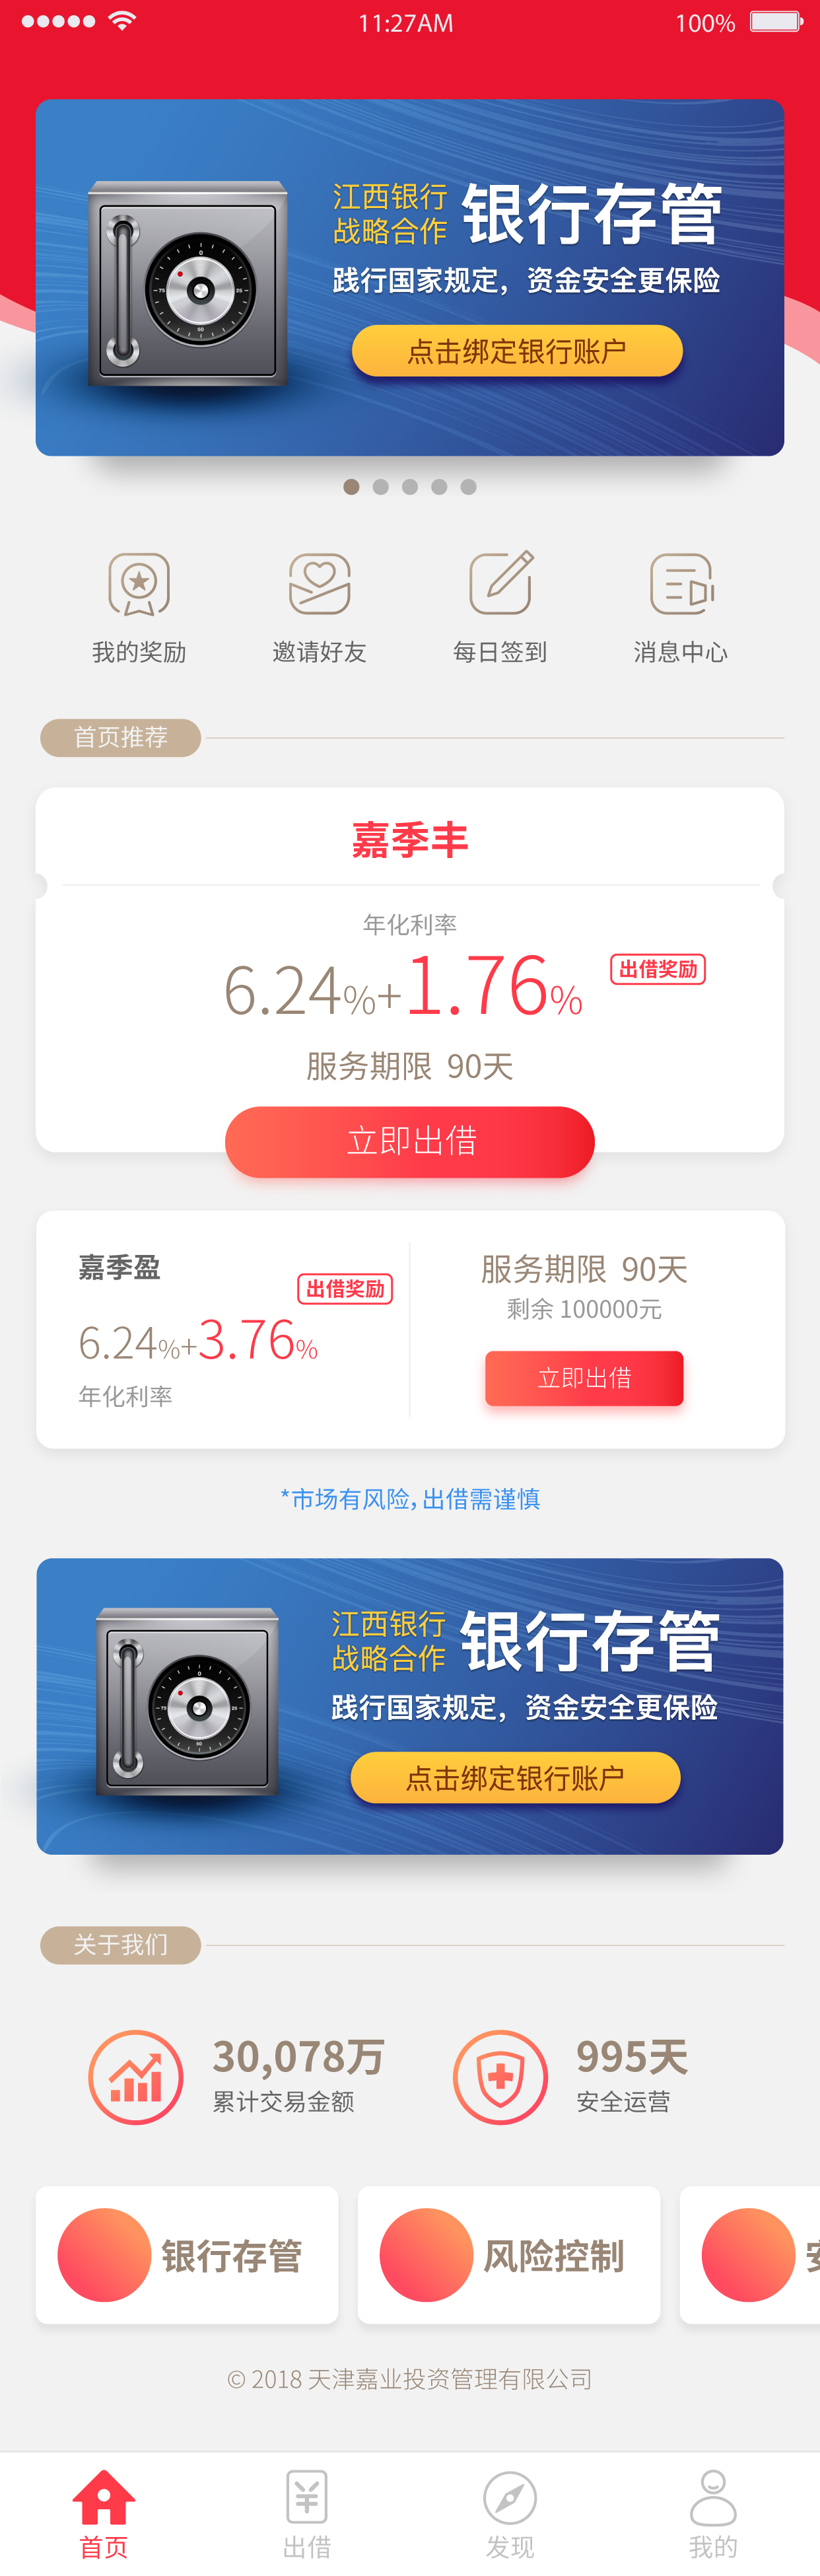 11:27AM
100%
江西银行
战略合作
银行存管
践行国家规定，资金安全更保险
点击绑定银行账户
我的奖励
邀请好友
每日签到
消息中心
首页推荐
嘉季丰
年化利率
6.24%+1.76%
出借奖励
服务期限 90天
立即出借
嘉季盈
出借奖励
6.24%+3.76%
年化利率
服务期限 90天
剩余 100000元
立即出借
*市场有风险，出借需谨慎
江西银行
战略合作
银行存管
践行国家规定，资金安全更保险
点击绑定银行账户
关于我们
30,078万
累计交易金额
995天
安全运营
银行存管
风险控制
© 2018 天津嘉业投资管理有限公司
首页
出借
发现
我的